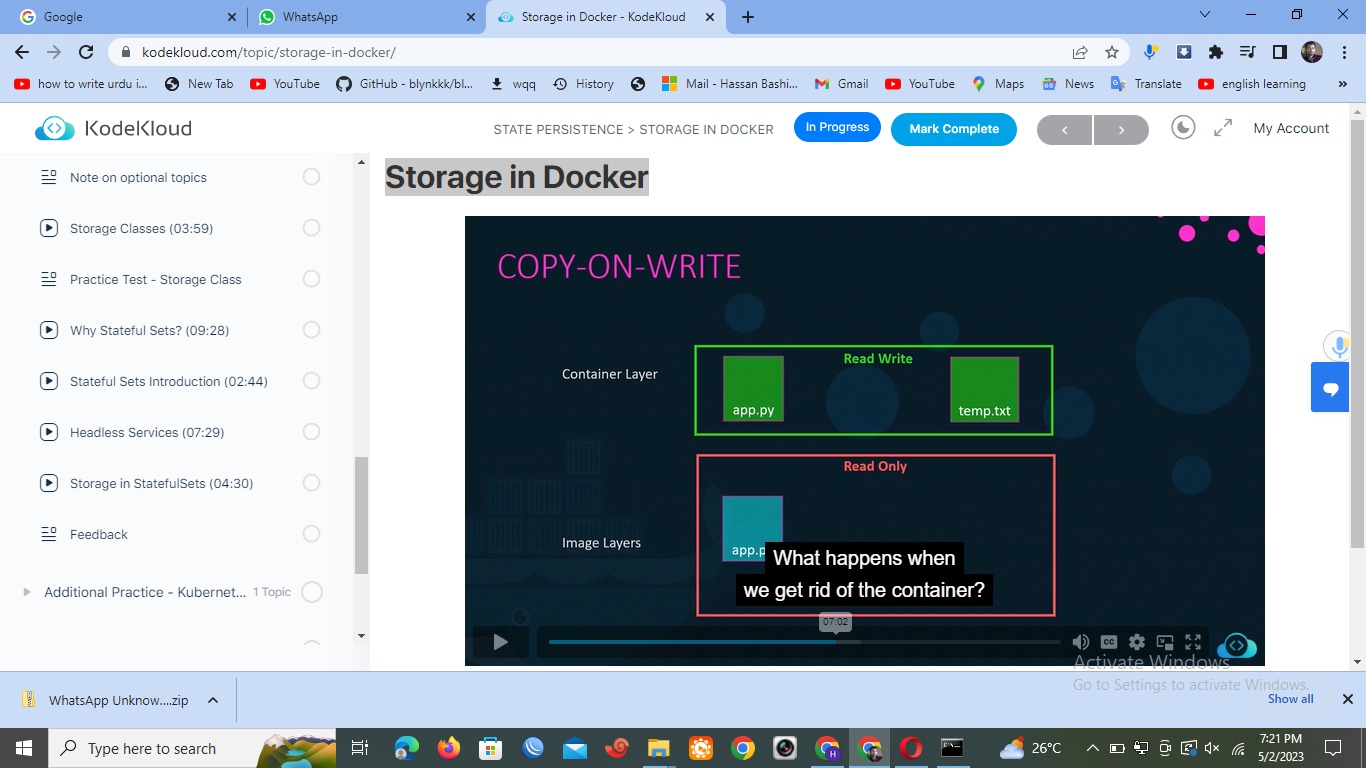 Google
WhatsApp
Storage in Docker - KodeKloud
kodekloud.com/topic/storage-in-docker/
how to write urdu i...
New Tab
YouTube
GitHub - blynkkk/bl...
wqq
History
Mail - Hassan Bashi...
Gmail
YouTube
Maps
News
Translate
english learning
»
KodeKloud
STATE PERSISTENCE > STORAGE IN DOCKER
In Progress
Mark Complete
<
>
My Account
Note on optional topics
Storage Classes (03:59)
Practice Test - Storage Class
Why Stateful Sets? (09:28)
Stateful Sets Introduction (02:44)
Headless Services (07:29)
Storage in StatefulSets (04:30)
Feedback
Additional Practice - Kubernet... 1 Topic
Storage in Docker
COPY-ON-WRITE
Container Layer
Read Write
app.py
temp.txt
Read Only
Image Layers
app.p
What happens when
we get rid of the container?
07:02
CC
Activate Windows
Go to Settings to activate Windows.
WhatsApp Unknow....zip
Show all
Type here to search
H
26°C
7:21 PM
5/2/2023